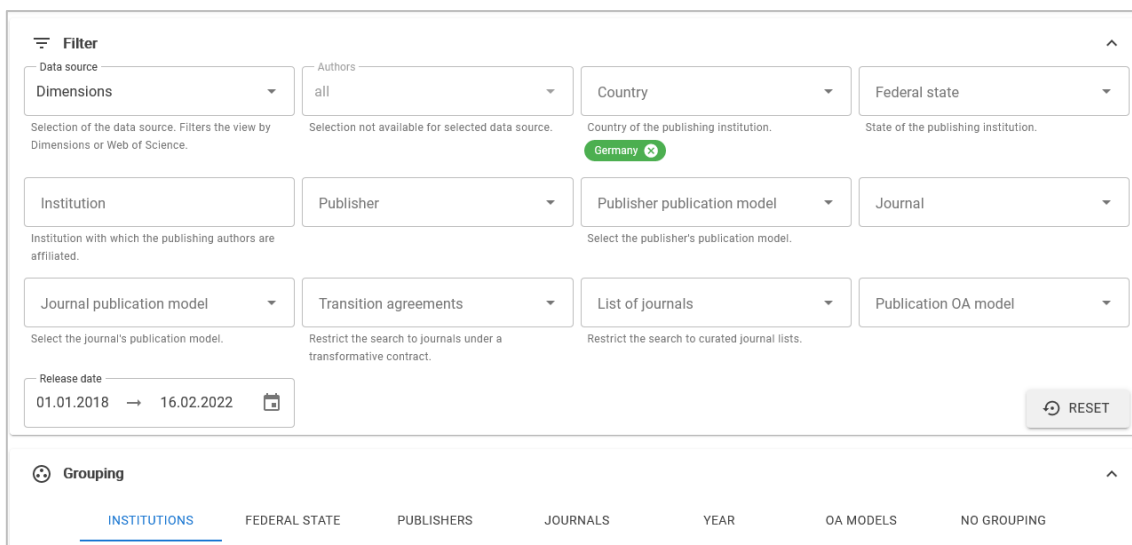 Filter
Data source
Authors
Dimensions
all
Country
Federal state
Selection of the data source. Filters the view by
Dimensions or Web of Science.
Selection not available for selected data source.
Country of the publishing institution.
State of the publishing institution.
Germany
Institution
Publisher
Publisher publication model
Journal
Institution with which the publishing authors are
affiliated.
Select the publisher's publication model.
Journal publication model
Transition agreements
List of journals
Publication OA model
Select the journal's publication model.
Restrict the search to journals under a
transformative contract.
Restrict the search to curated journal lists.
Release date
01.01.2018 → 16.02.2022
RESET
Grouping
INSTITUTIONS
FEDERAL STATE
PUBLISHERS
JOURNALS
YEAR
OA MODELS
NO GROUPING